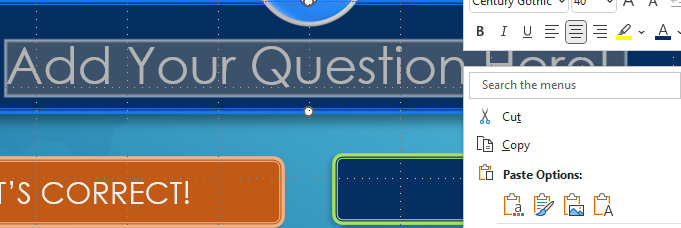 Century Gothic 40 A A
B I U A
Add Your Question Here!
Search the menus
Cut
Copy
Paste Options:
a A
T'S CORRECT!